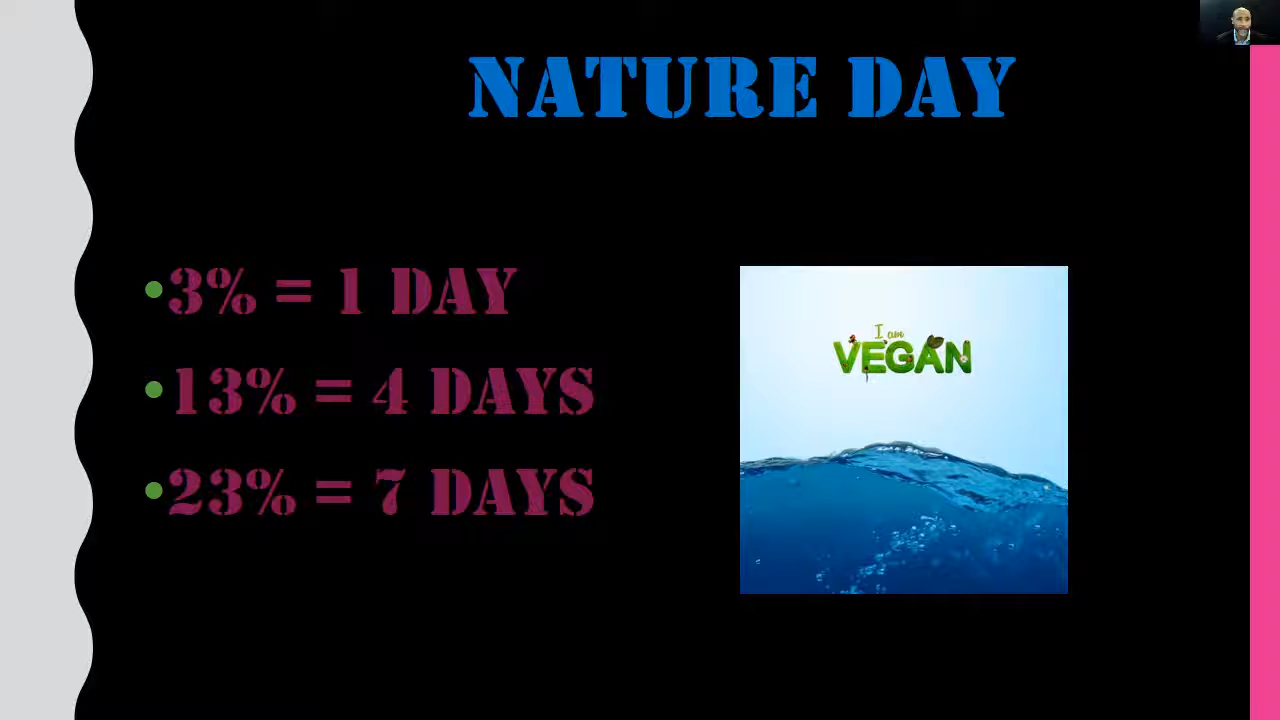 NATURE DAY
•3% = 1 DAY
•13% = 4 DAYS
•23% = 7 DAYS
I am
VEGAN